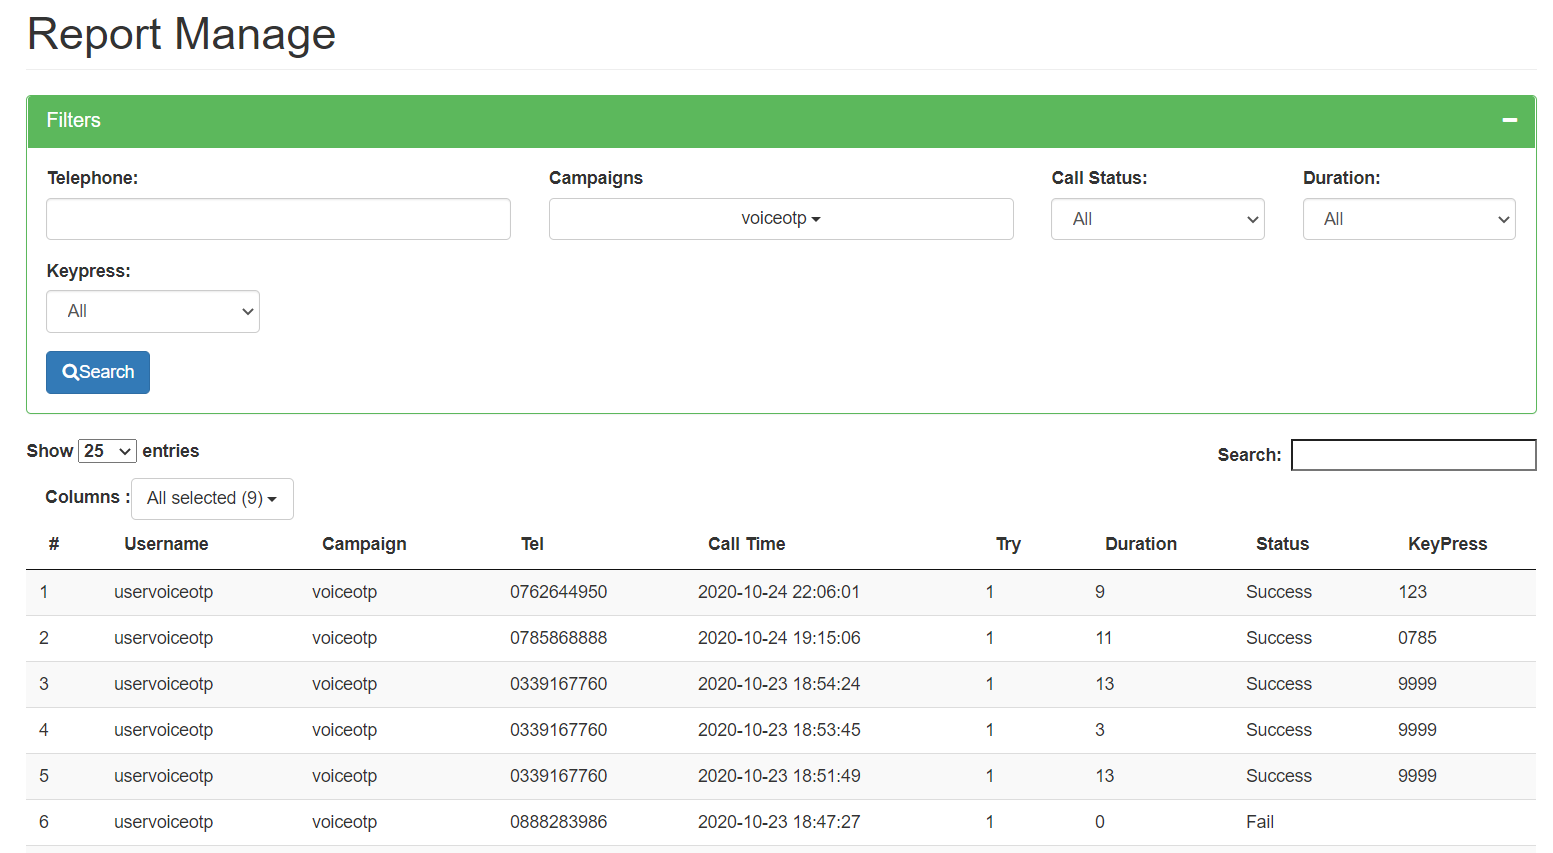 Report Manage
Filters
Telephone: Campaigns Call Status: Duration:
voiceotp All All
Keypress:
All
Search
Show 25 entries Search:
Columns : All selected (9)
# Username Campaign Tel Call Time Try Duration Status KeyPress
1 uservoiceotp voiceotp 0762644950 2020-10-24 22:06:01 1 9 Success 123
2 uservoiceotp voiceotp 0785868888 2020-10-24 19:15:06 1 11 Success 0785
3 uservoiceotp voiceotp 0339167760 2020-10-23 18:54:24 1 13 Success 9999
4 uservoiceotp voiceotp 0339167760 2020-10-23 18:53:45 1 3 Success 9999
5 uservoiceotp voiceotp 0339167760 2020-10-23 18:51:49 1 13 Success 9999
6 uservoiceotp voiceotp 0888283986 2020-10-23 18:47:27 1 0 Fail